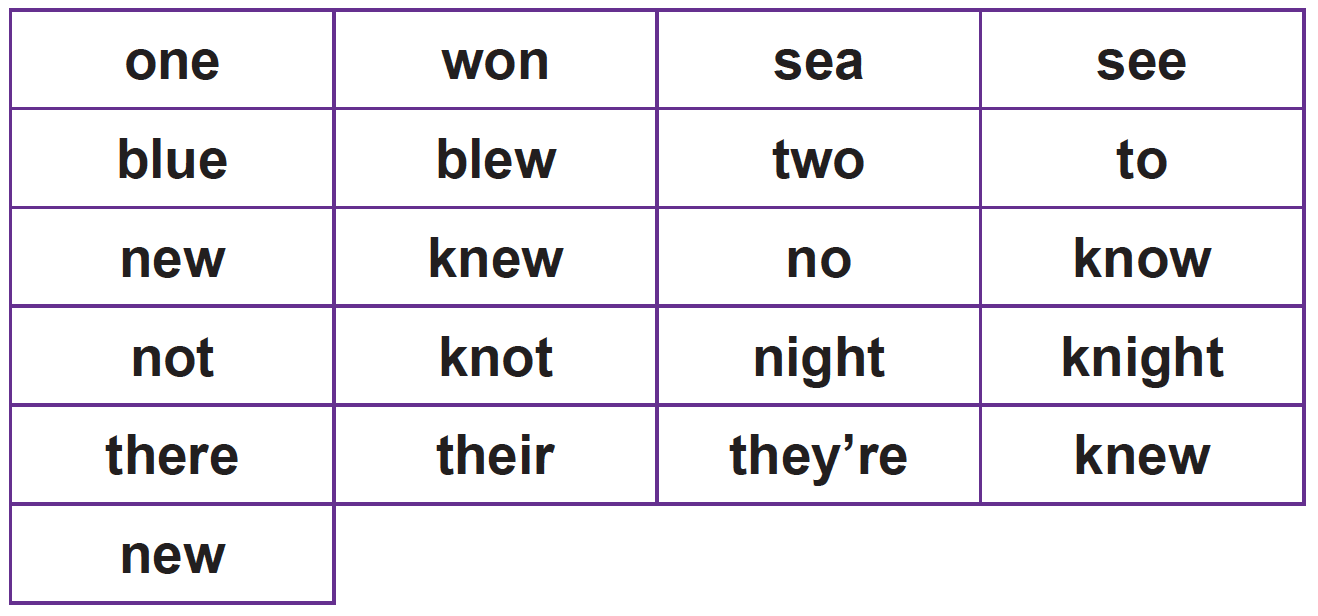 one won sea see
blue blew two to
new knew no know
not knot night knight
there their they’re knew
new